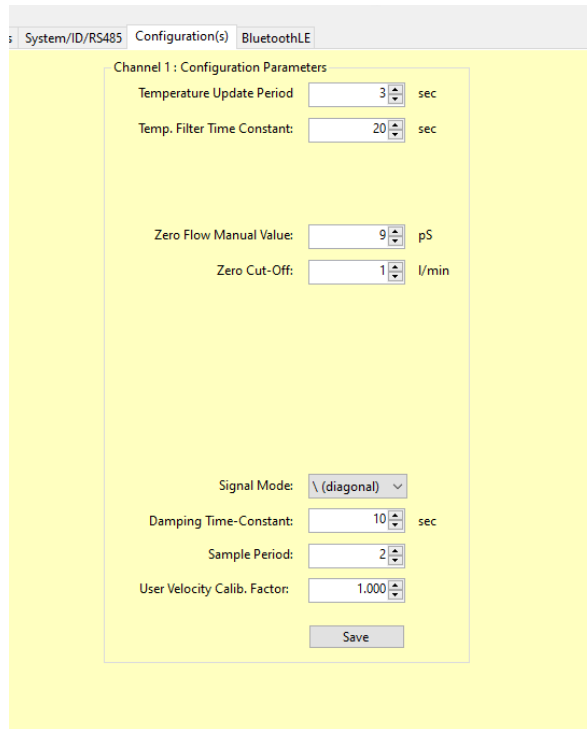 s System/ID/RS485 Configuration(s) BluetoothLE
Channel 1 : Configuration Parameters
Temperature Update Period 3 sec
Temp. Filter Time Constant: 20 sec
Zero Flow Manual Value: 9 pS
Zero Cut-Off: 1 l/min
Signal Mode: \ (diagonal)
Damping Time-Constant: 10 sec
Sample Period: 2
User Velocity Calib. Factor: 1.000
Save